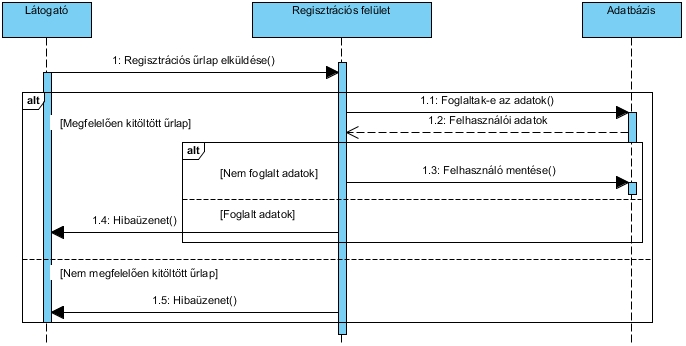 Látogató
Regisztrációs felület
Adatbázis
1: Regisztrációs űrlap elküldése()
alt
1.1: Foglaltak-e az adatok()
[Megfelelően kitöltött űrlap]
1.2: Felhasználói adatok
alt
[Nem foglalt adatok]
1.3: Felhasználó mentése()
[Foglalt adatok]
1.4: Hibaüzenet()
[Nem megfelelően kitöltött űrlap]
1.5: Hibaüzenet()